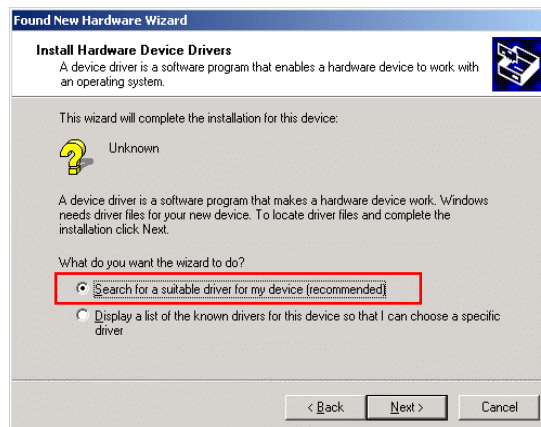 Found New Hardware Wizard
Install Hardware Device Drivers
A device driver is a software program that enables a hardware device to work with
an operating system.
This wizard will complete the installation for this device:
Unknown
A device driver is a software program that makes a hardware device work. Windows
needs driver files for your new device. To locate driver files and complete the
installation click Next.
What do you want the wizard to do?
Search for a suitable driver for my device (recommended)
Display a list of the known drivers for this device so that I can choose a specific
driver
< Back Next > Cancel